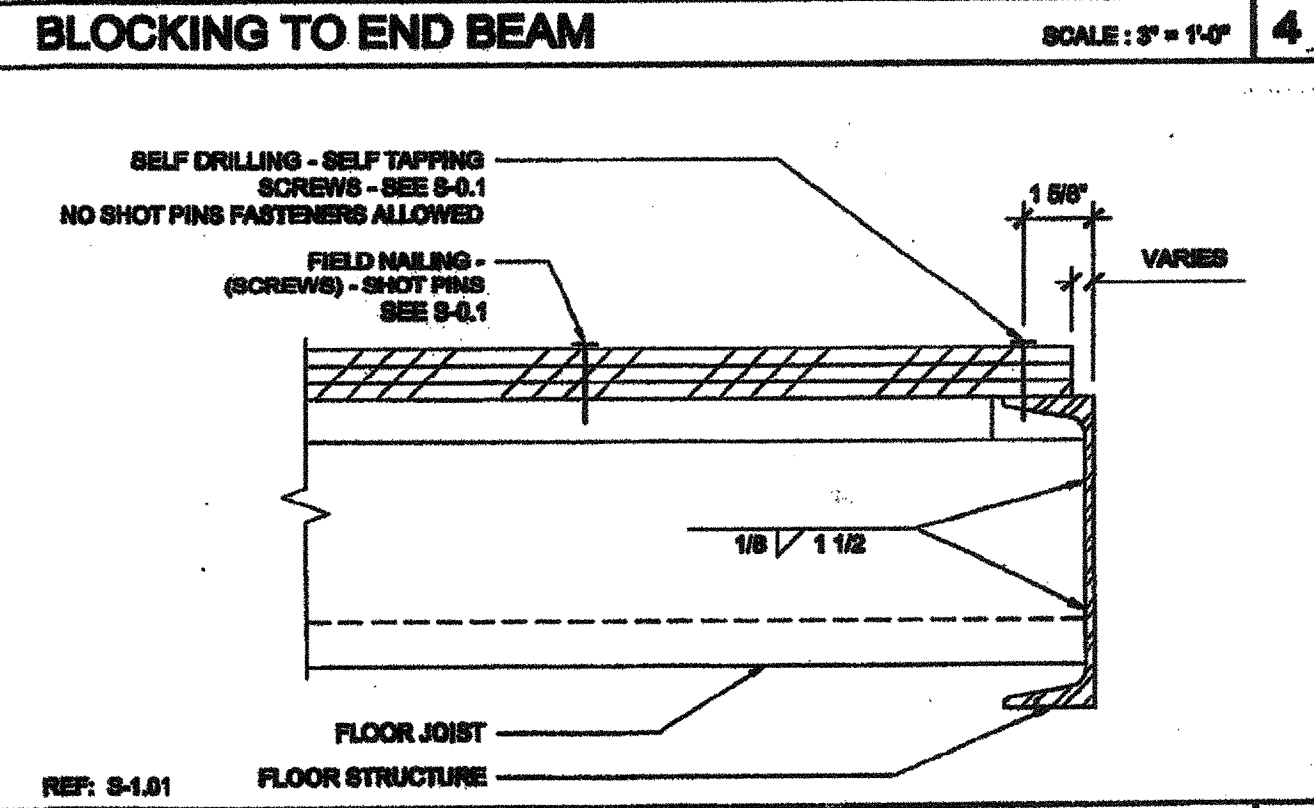 BLOCKING TO END BEAM
SCALE : 3" = 1'-0"
4
SELF DRILLING - SELF TAPPING
SCREWS - SEE S-0.1
NO SHOT PINS FASTENERS ALLOWED
1 5/8"
FIELD NAILING -
(SCREWS) - SHOT PINS
SEE S-0.1
VARIES
1/8
1 1/2
FLOOR JOIST
FLOOR STRUCTURE
REF: S-1.01